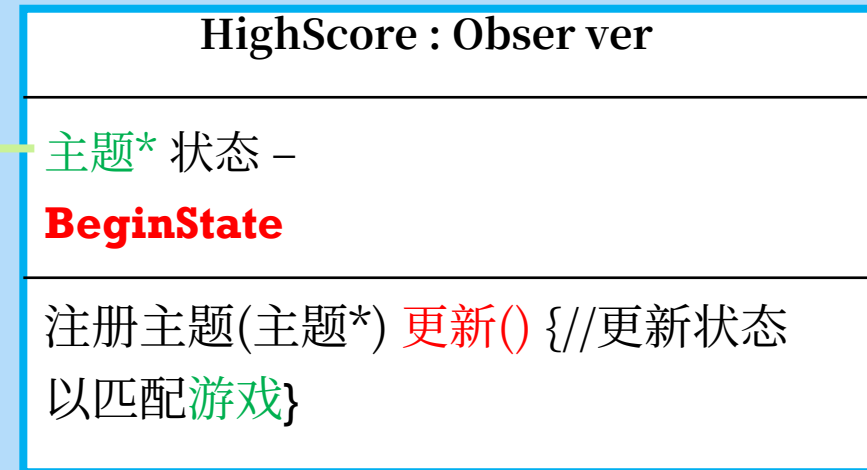 HighScore : Obser ver
主题* 状态 –
BeginState
注册主题(主题*) 更新() {//更新状态
以匹配游戏}